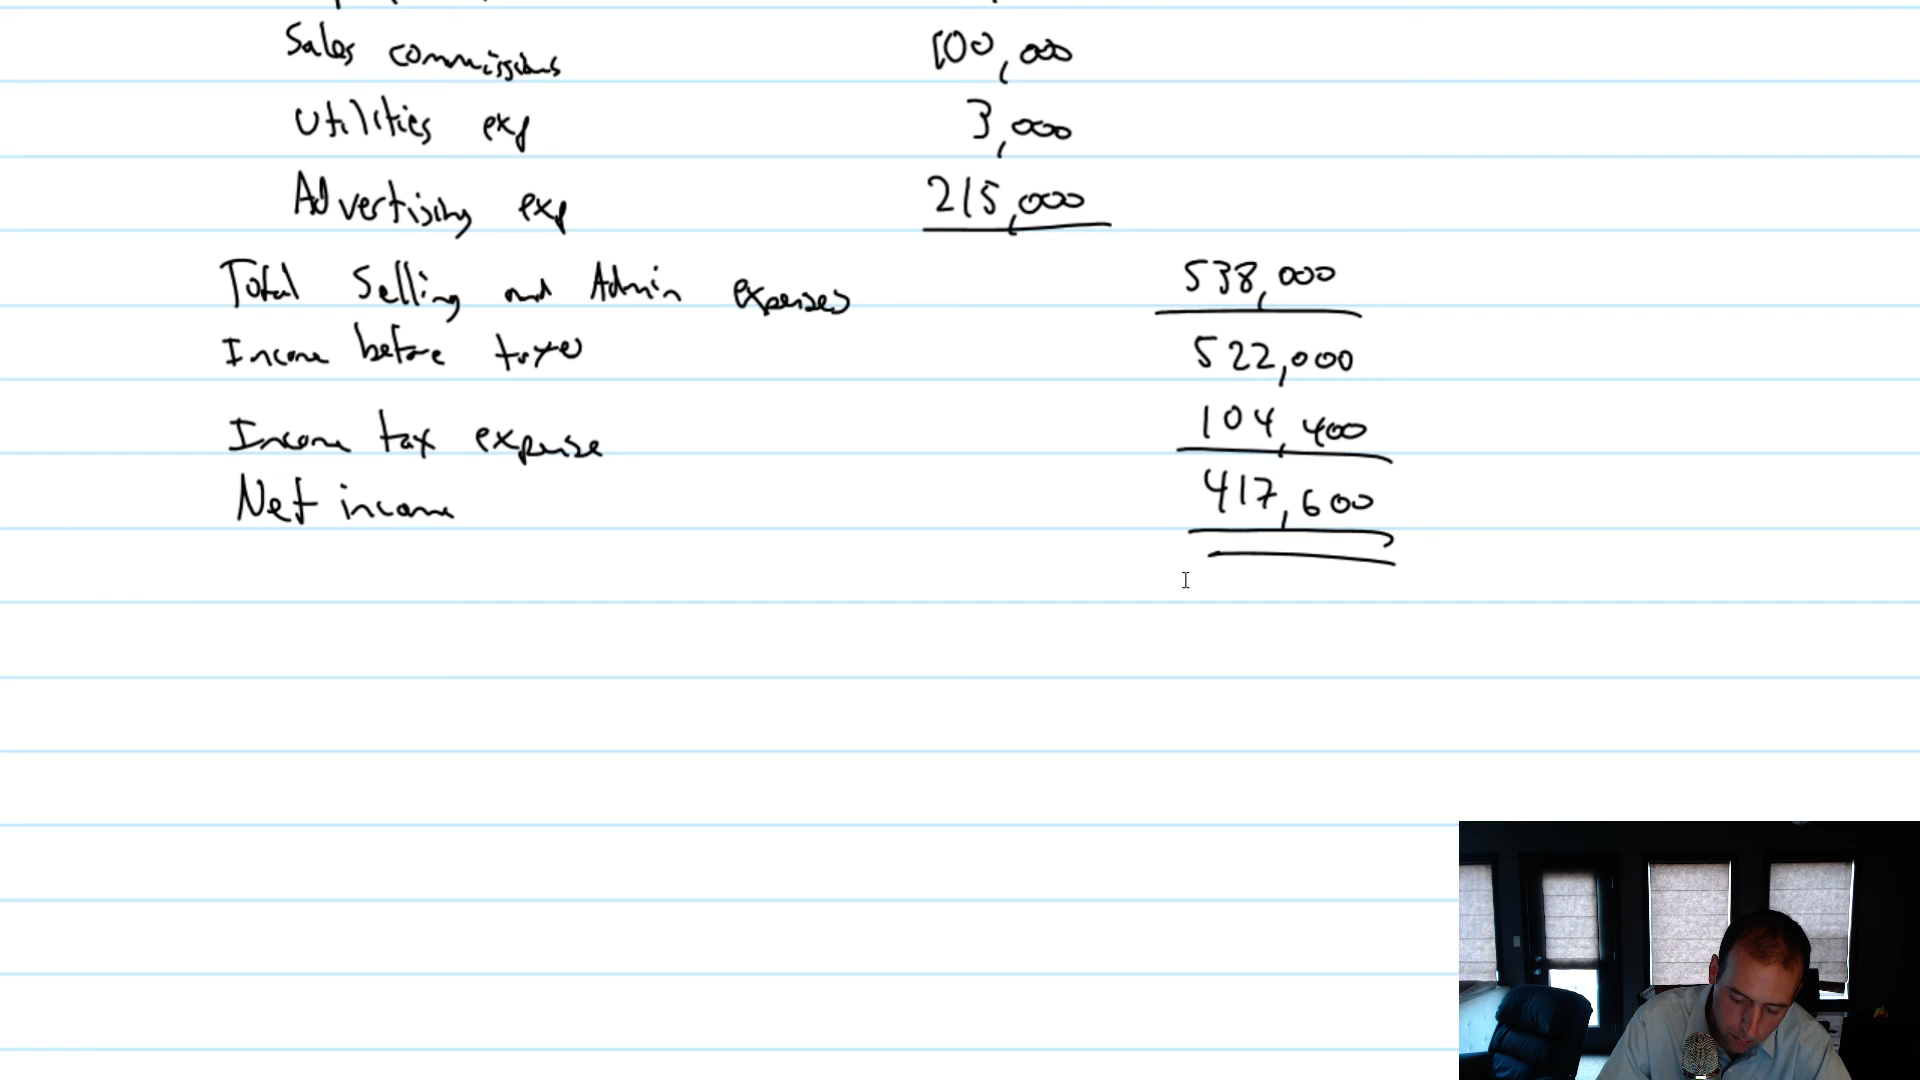 Sales commissions 100,000
Utilities exp 3,000
Advertising exp 215,000
Total Selling and Admin expenses 538,000
Income before taxes 522,000
Income tax expense 104,400
Net income 417,600